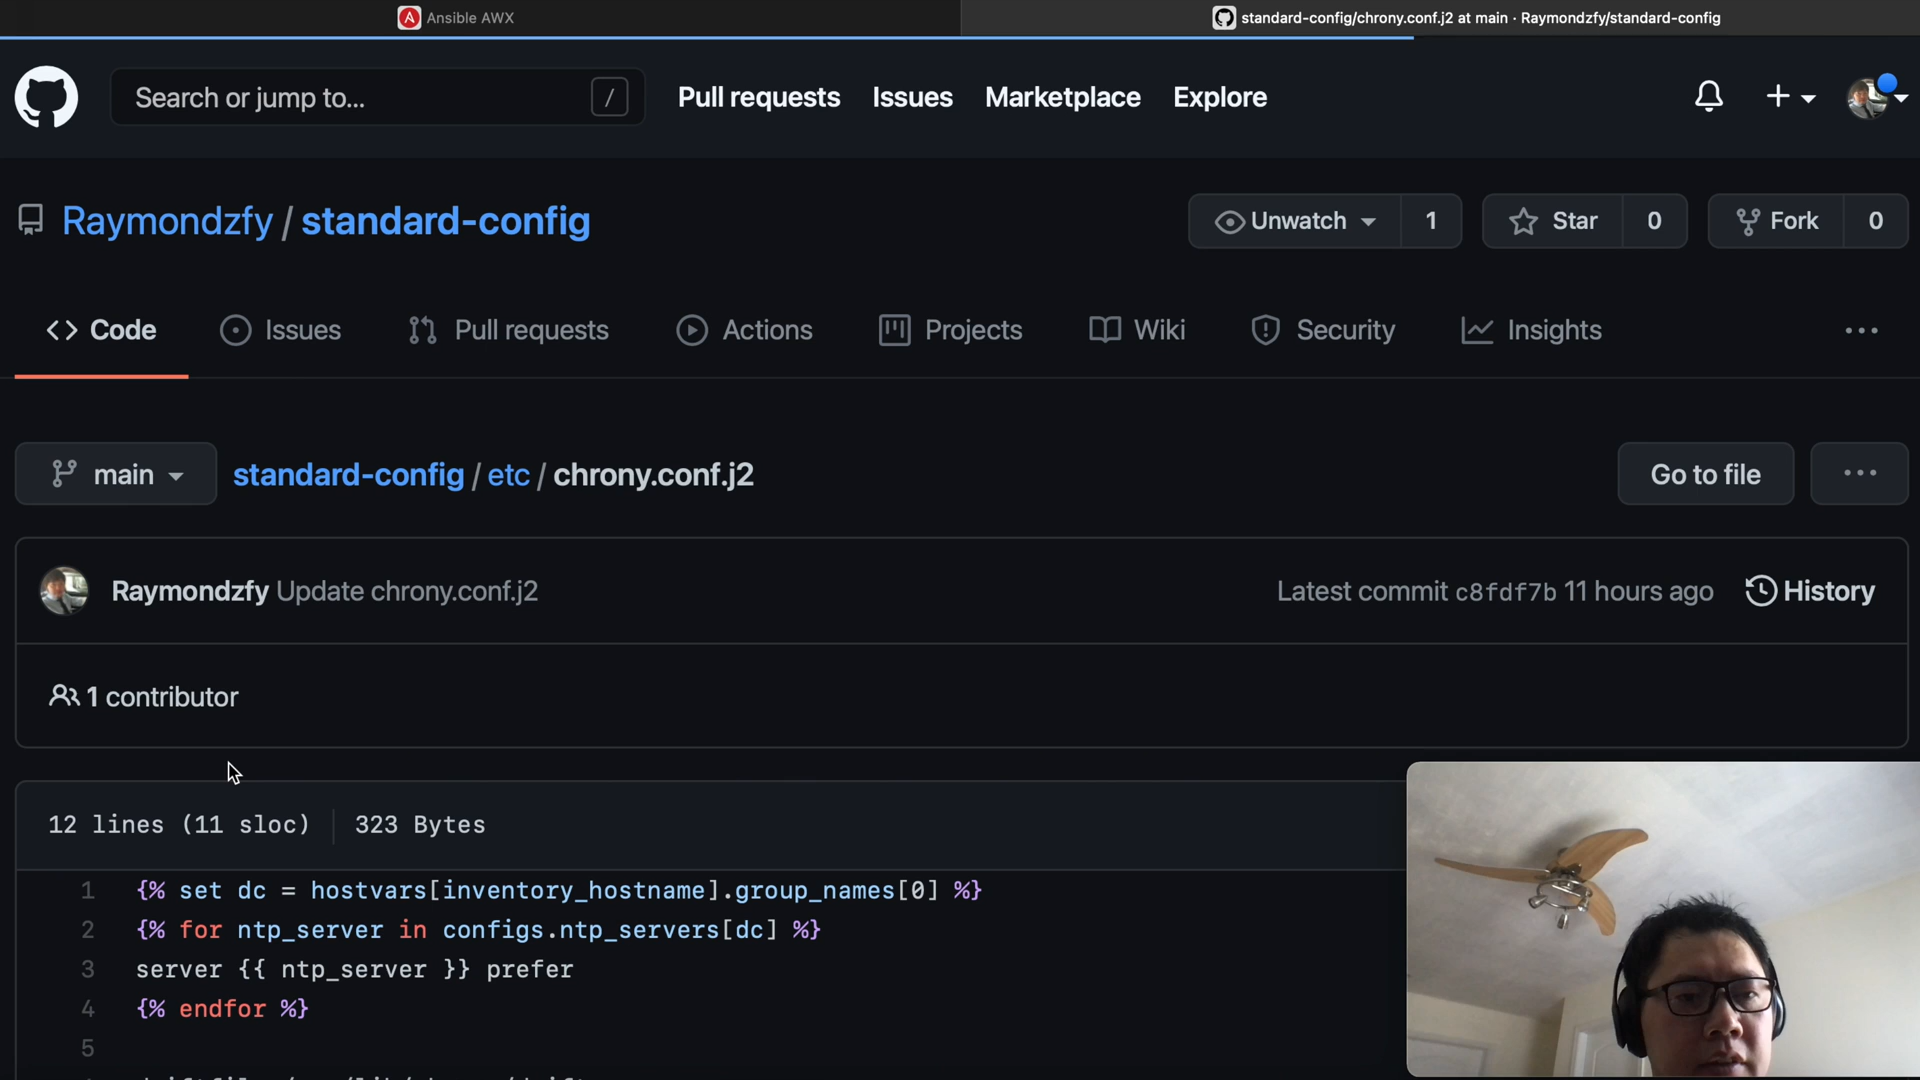 Ansible AWX
standard-config/chrony.conf.j2 at main · Raymondzfy/standard-config
Search or jump to... /
Pull requests Issues Marketplace Explore
Raymondzfy / standard-config
Unwatch 1 Star 0 Fork 0
Code Issues Pull requests Actions Projects Wiki Security Insights
main standard-config / etc / chrony.conf.j2 Go to file
Raymondzfy Update chrony.conf.j2 Latest commit c8fdf7b 11 hours ago History
1 contributor
12 lines (11 sloc) 323 Bytes
1 {% set dc = hostvars[inventory_hostname].group_names[0] %}
2 {% for ntp_server in configs.ntp_servers[dc] %}
3 server {{ ntp_server }} prefer
4 {% endfor %}
5